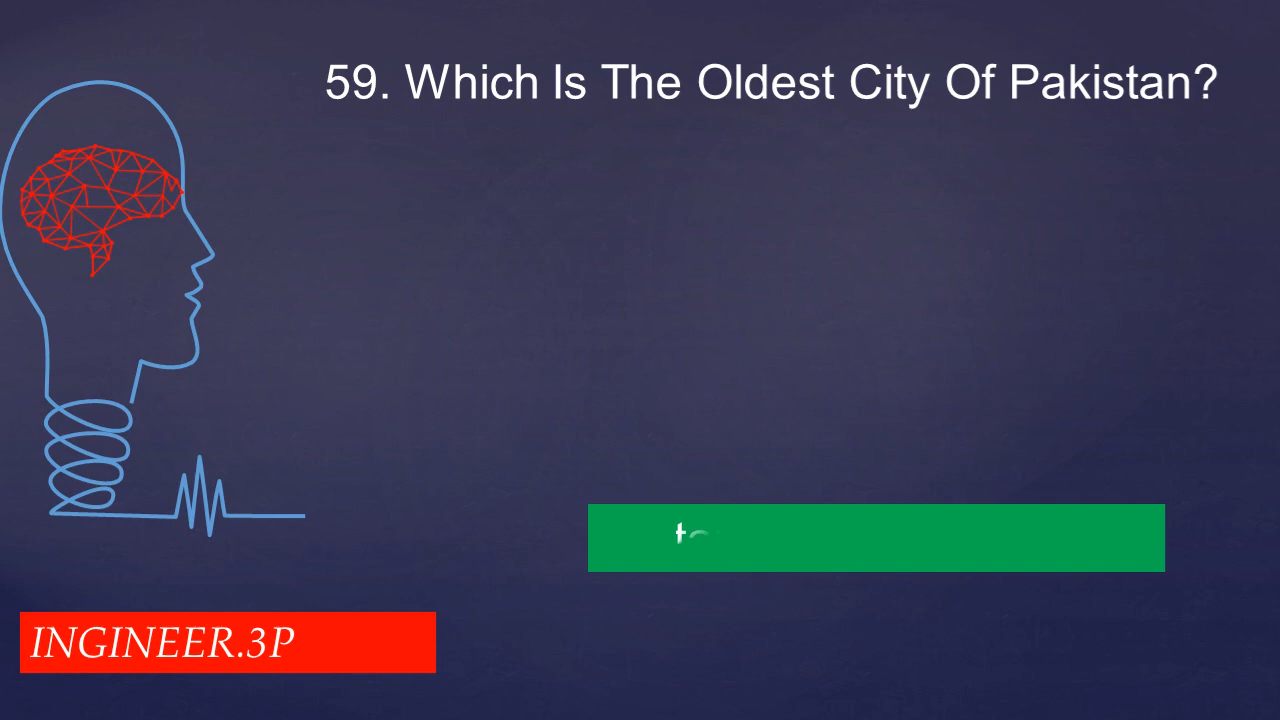 59. Which Is The Oldest City Of Pakistan?
INGINEER.3P